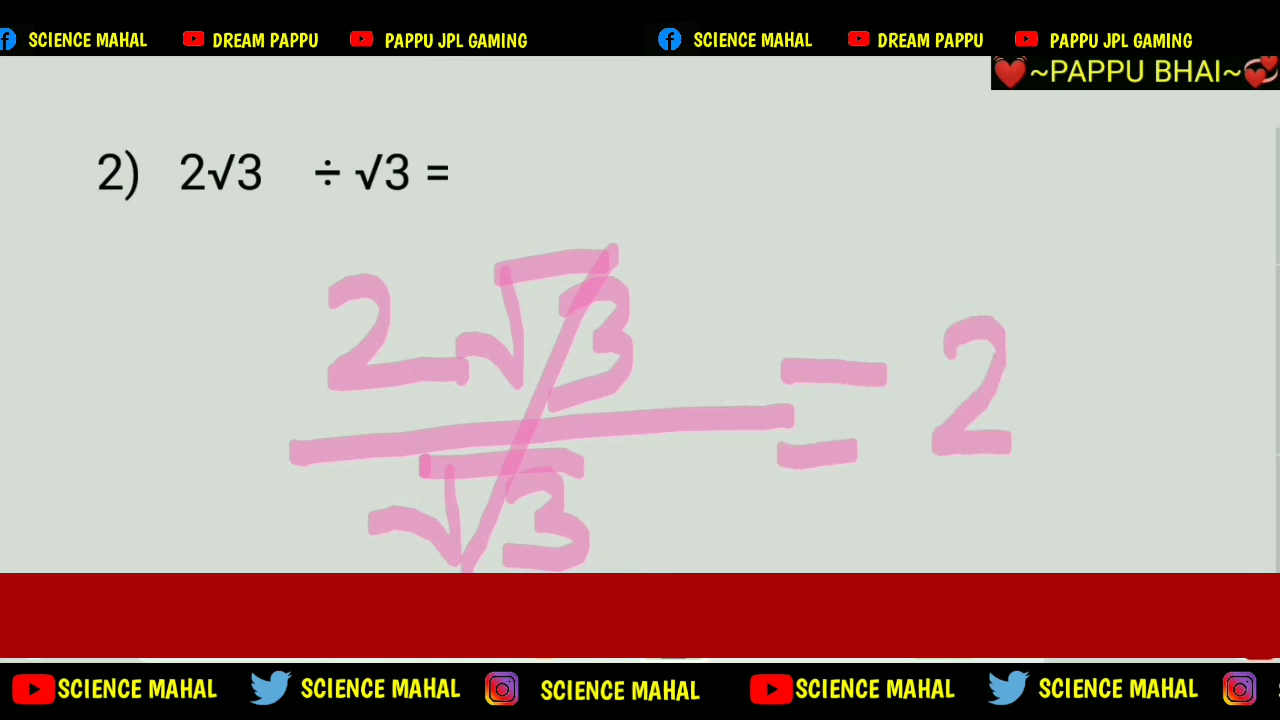 SCIENCE MAHAL DREAM PAPPU PAPPU JPL GAMING SCIENCE MAHAL DREAM PAPPU PAPPU JPL GAMING
❤️~PAPPU BHAI~💞
2) 2√3 ÷ √3 =
2√3
= 2
√3
SCIENCE MAHAL SCIENCE MAHAL SCIENCE MAHAL SCIENCE MAHAL SCIENCE MAHAL